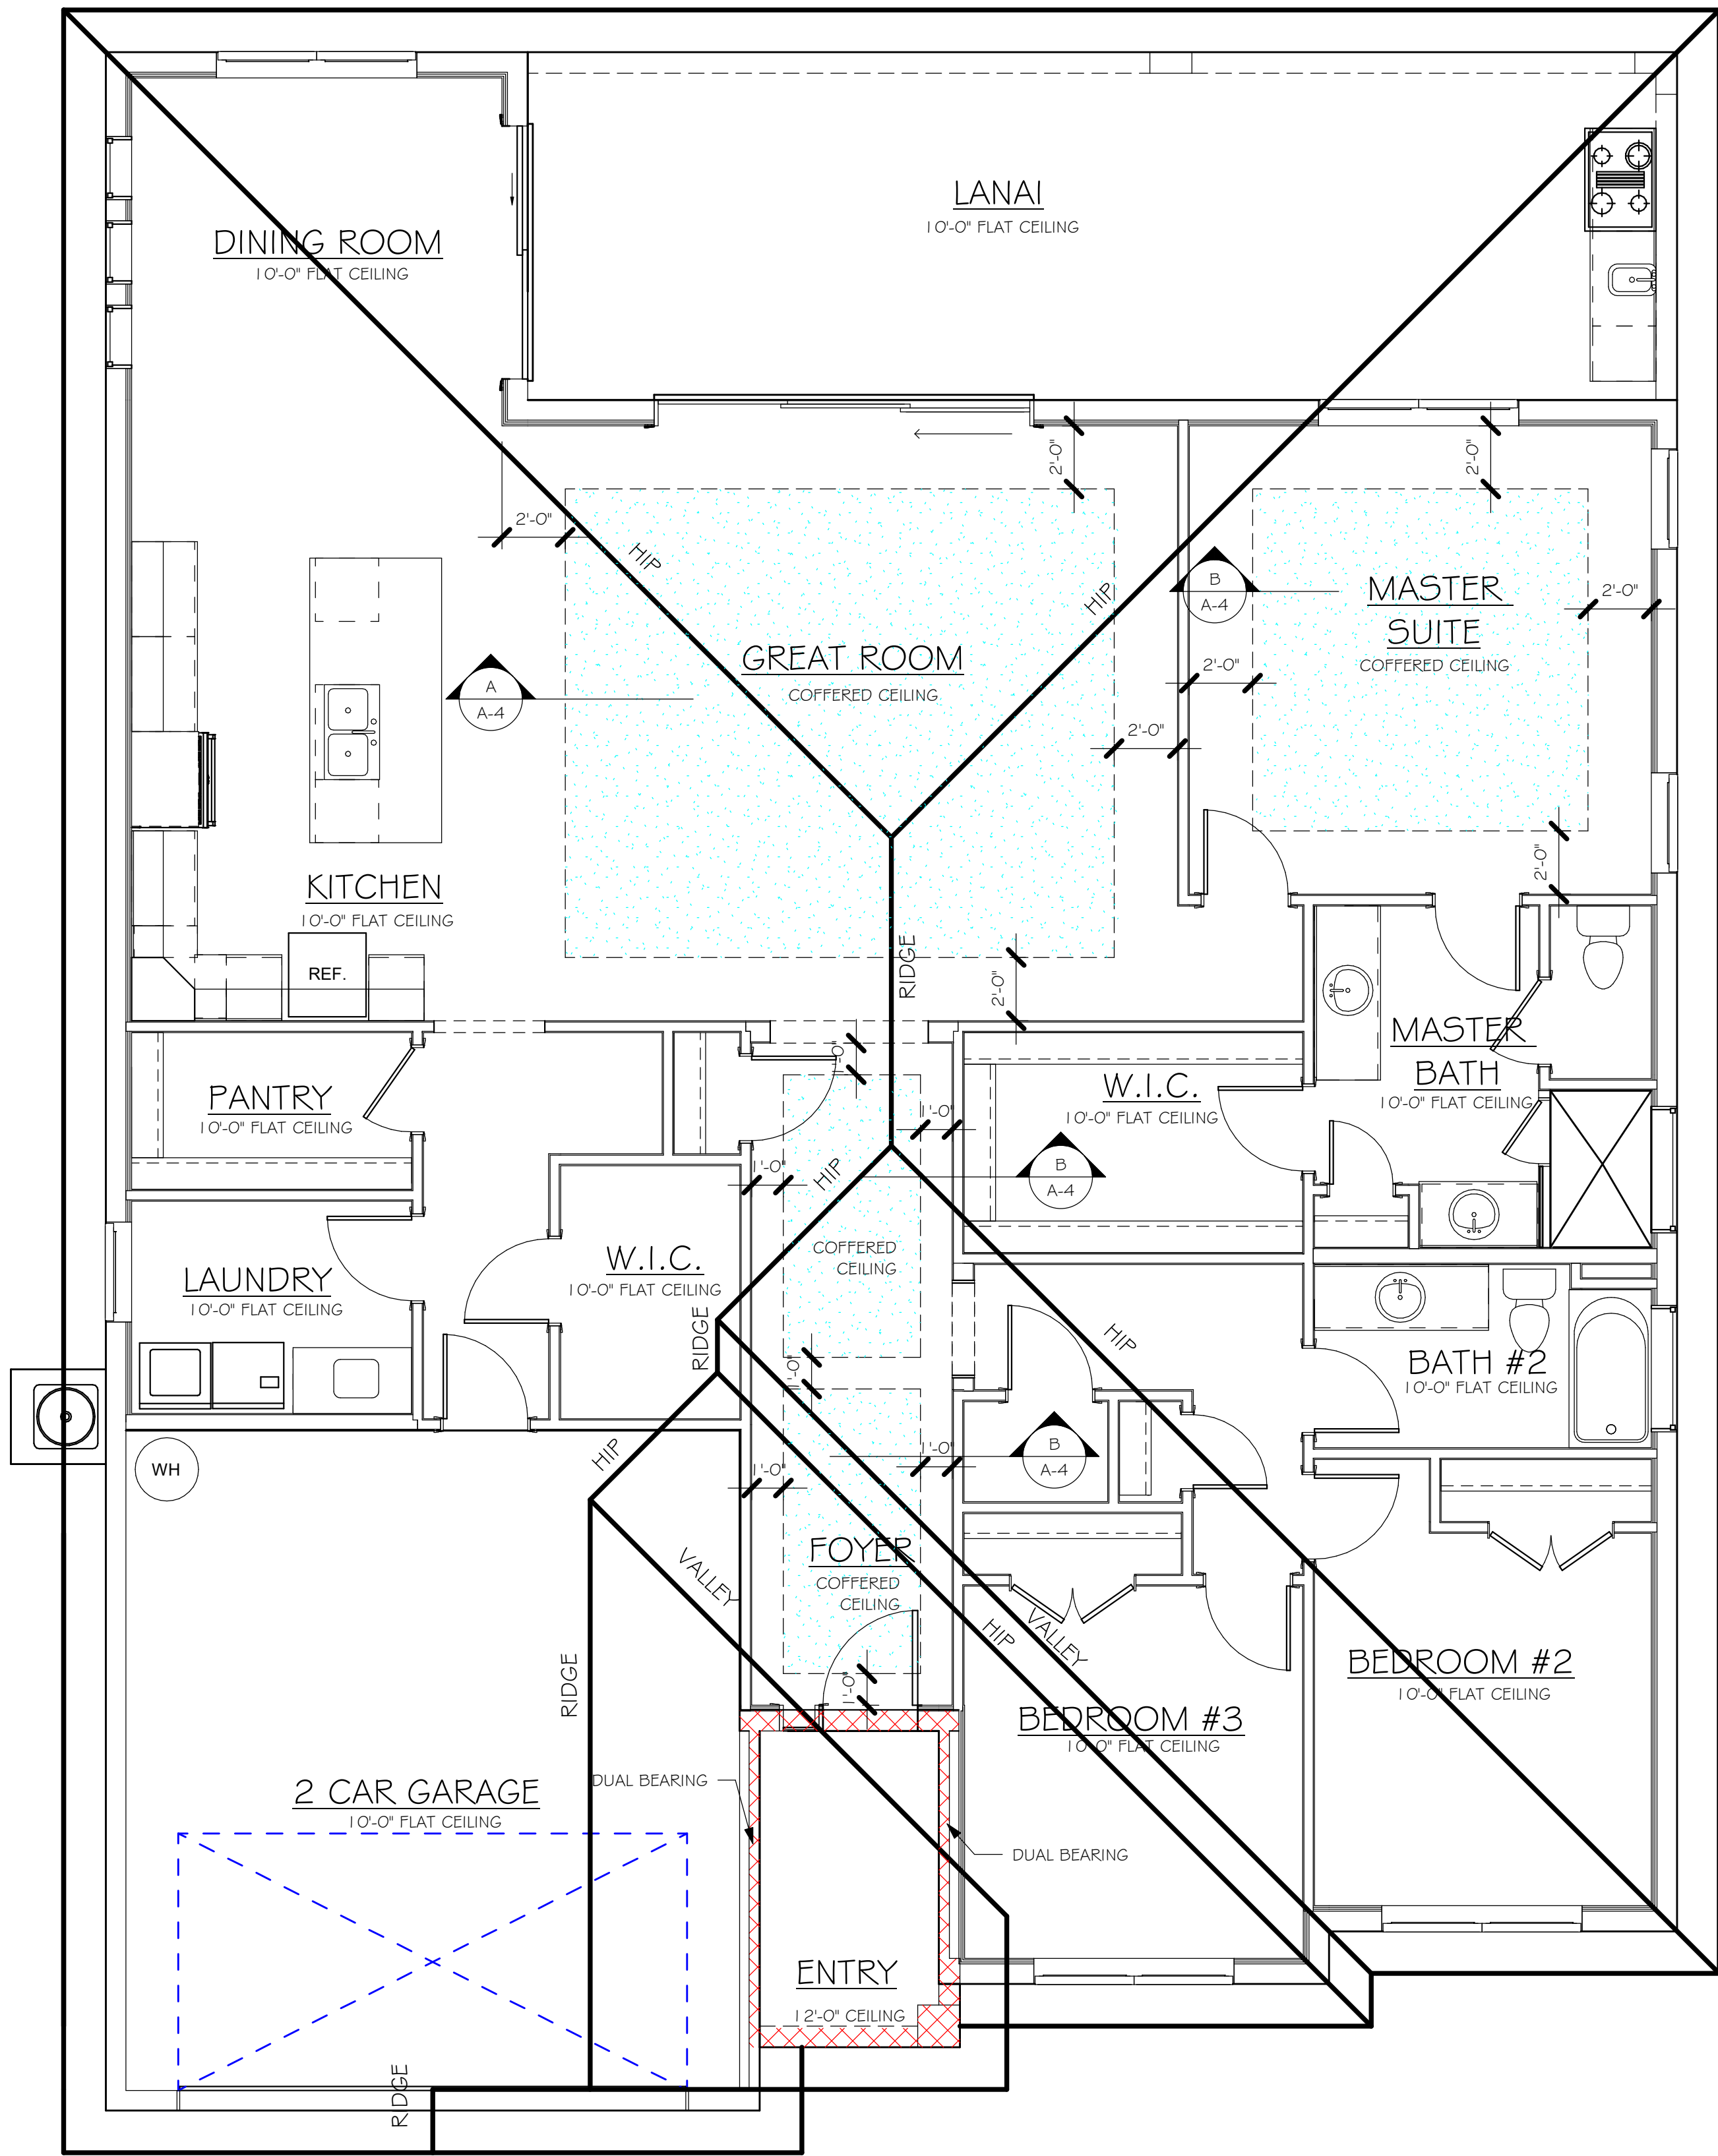 LANAI
10'-0" FLAT CEILING
DINING ROOM
10'-0" FLAT CEILING
2'-0"
2'-0"
2'-0"
HIP
HIP
B
A-4
MASTER
SUITE
COFFERED CEILING
2'-0"
GREAT ROOM
COFFERED CEILING
A
A-4
2'-0"
2'-0"
2'-0"
KITCHEN
10'-0" FLAT CEILING
REF.
RIDGE
2'-0"
MASTER
BATH
10'-0" FLAT CEILING
PANTRY
10'-0" FLAT CEILING
1'-0"
W.I.C.
10'-0" FLAT CEILING
1'-0"
1'-0"
HIP
B
A-4
COFFERED
CEILING
W.I.C.
10'-0" FLAT CEILING
LAUNDRY
10'-0" FLAT CEILING
RIDGE
HIP
1'-0"
BATH #2
10'-0" FLAT CEILING
HIP
WH
1'-0"
1'-0"
B
A-4
VALLEY
FOYER
COFFERED
CEILING
HIP
VALLEY
RIDGE
1'-0"
BEDROOM #2
10'-0" FLAT CEILING
BEDROOM #3
10'-0" FLAT CEILING
2 CAR GARAGE
10'-0" FLAT CEILING
DUAL BEARING
DUAL BEARING
ENTRY
12'-0" CEILING
RIDGE